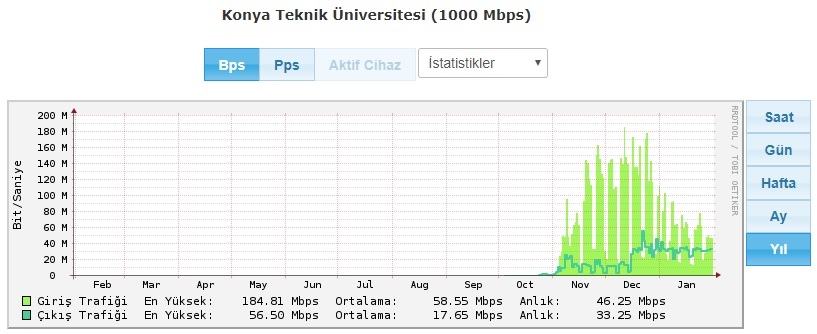 Konya Teknik Üniversitesi (1000 Mbps)
Bps Pps Aktif Cihaz İstatistikler
Saat
Gün
Hafta
Ay
Yıl
RRDTOOL / TOBI OETIKER
Bit/Saniye
200 M
180 M
160 M
140 M
120 M
100 M
80 M
60 M
40 M
20 M
0
Feb Mar Apr May Jun Jul Aug Sep Oct Nov Dec Jan
Giriş Trafiği En Yüksek: 184.81 Mbps Ortalama: 58.55 Mbps Anlık: 46.25 Mbps
Çıkış Trafiği En Yüksek: 56.50 Mbps Ortalama: 17.65 Mbps Anlık: 33.25 Mbps